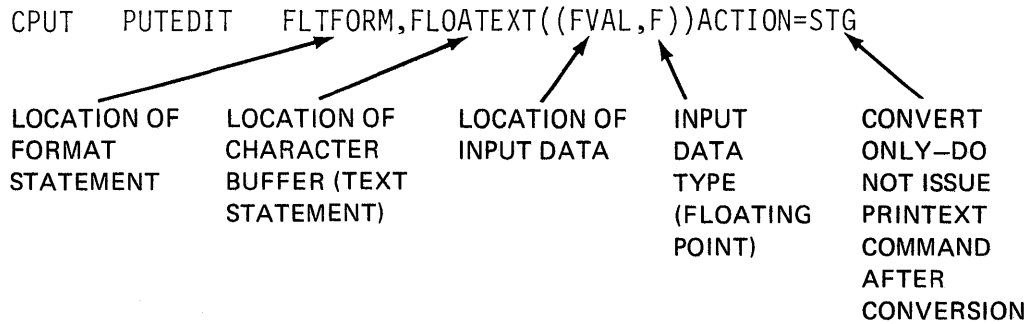 CPUT PUTEDIT FLTFORM,FLOATEXT((FVAL,F))ACTION=STG
LOCATION OF
FORMAT
STATEMENT
LOCATION OF
CHARACTER
BUFFER (TEXT
STATEMENT)
LOCATION OF
INPUT DATA
INPUT
DATA
TYPE
(FLOATING
POINT)
CONVERT
ONLY—DO
NOT ISSUE
PRINTEXT
COMMAND
AFTER
CONVERSION